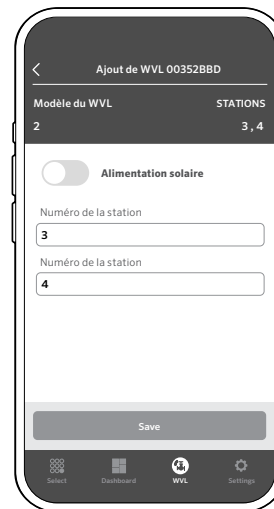 Ajout de WVL 00352BBD
Modèle du WVL STATIONS
2 3 , 4
Alimentation solaire
Numéro de la station
3
Numéro de la station
4
Save
Select Dashboard WVL Settings